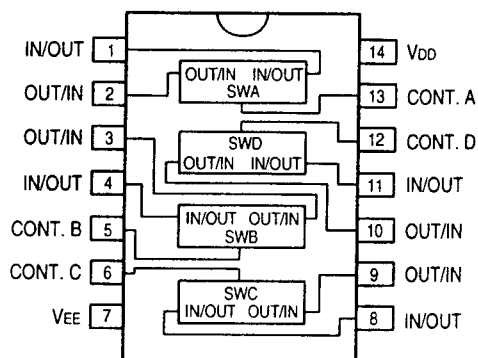 IN/OUT 1
14 VDD
OUT/IN IN/OUT
SWA
OUT/IN 2
13 CONT. A
OUT/IN 3
SWD
OUT/IN IN/OUT
12 CONT. D
IN/OUT 4
11 IN/OUT
IN/OUT OUT/IN
SWB
CONT. B 5
10 OUT/IN
CONT. C 6
9 OUT/IN
SWC
IN/OUT OUT/IN
VEE 7
8 IN/OUT